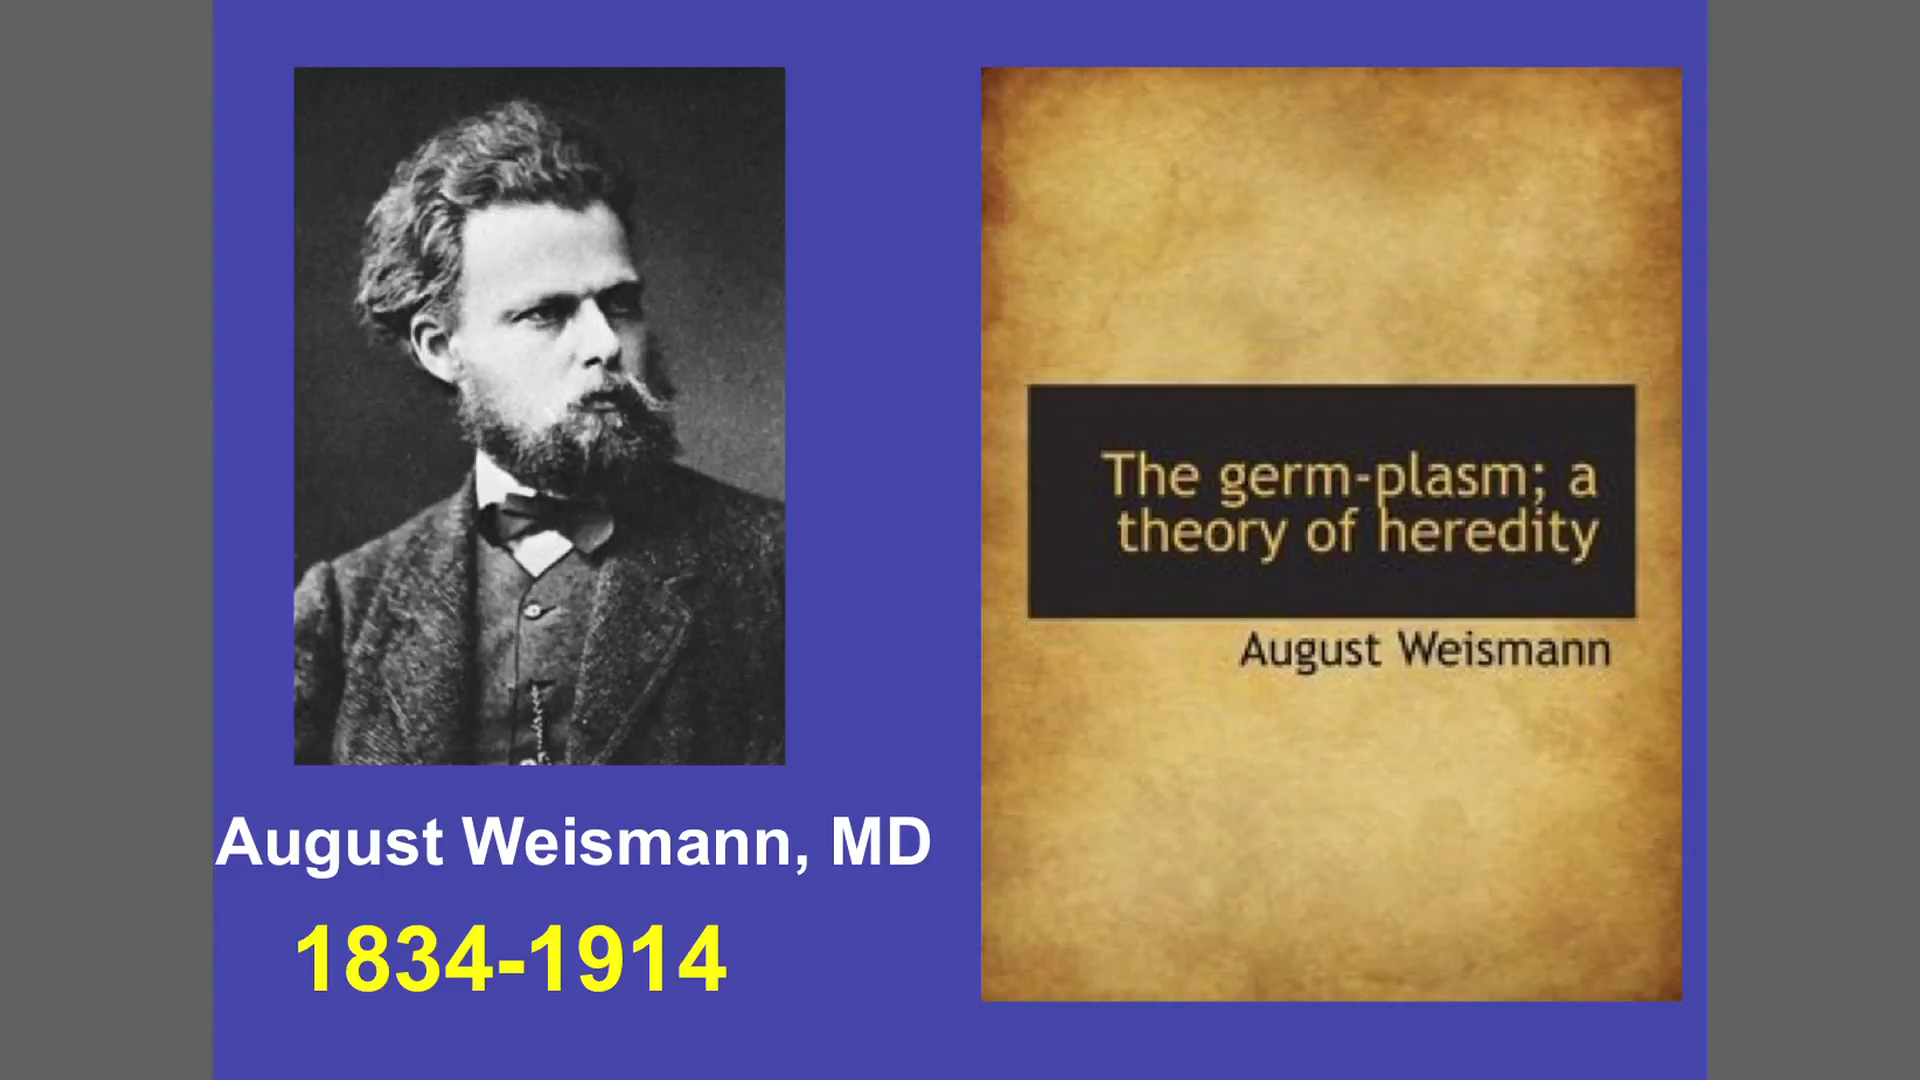 August Weismann, MD
1834-1914
The germ-plasm; a
theory of heredity
August Weismann